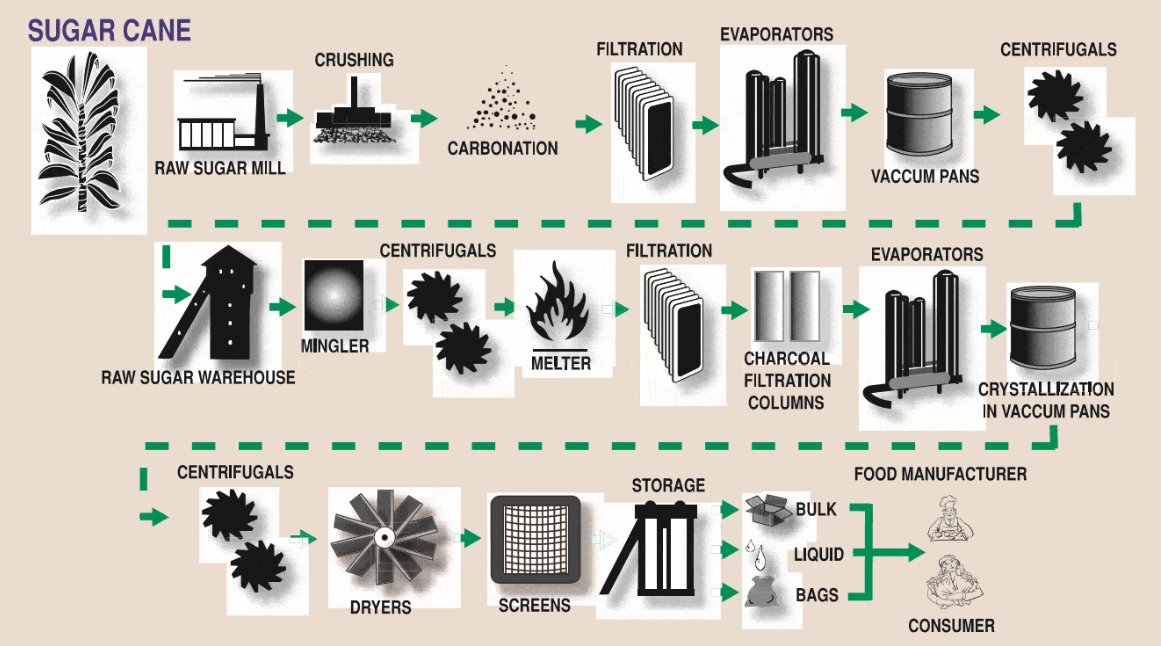 SUGAR CANE
RAW SUGAR MILL
CRUSHING
CARBONATION
FILTRATION
EVAPORATORS
VACCUM PANS
CENTRIFUGALS
RAW SUGAR WAREHOUSE
MINGLER
CENTRIFUGALS
MELTER
FILTRATION
CHARCOAL
FILTRATION
COLUMNS
EVAPORATORS
CRYSTALLIZATION
IN VACCUM PANS
CENTRIFUGALS
DRYERS
SCREENS
STORAGE
BULK
LIQUID
BAGS
FOOD MANUFACTURER
CONSUMER